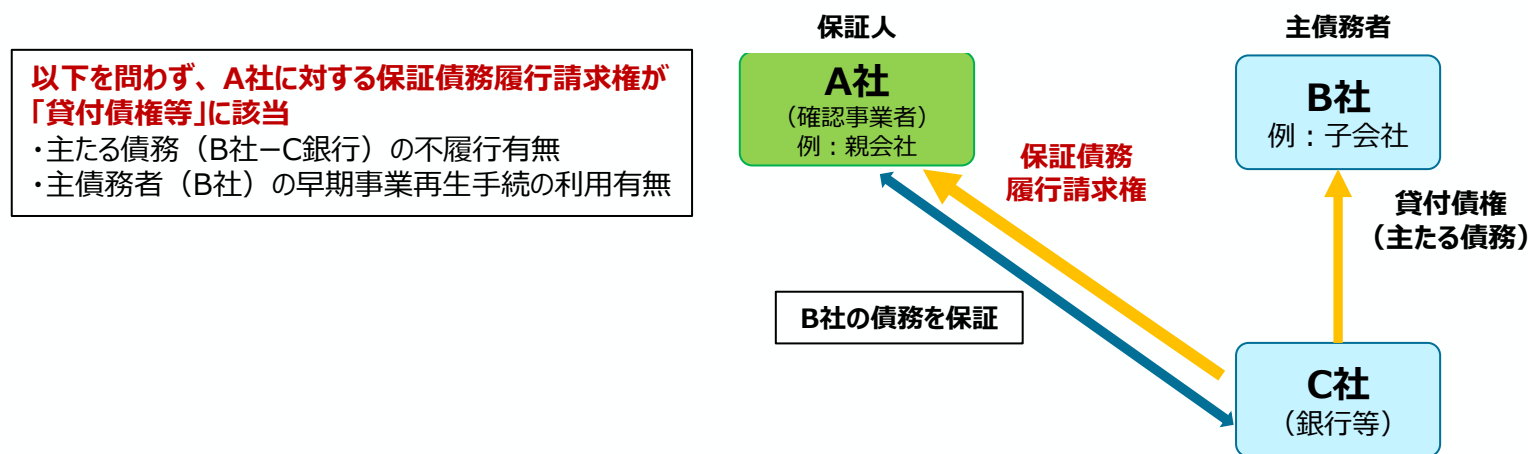 以下を問わず、A社に対する保証債務履行請求権が
「貸付債権等」に該当
・主たる債務（B社－C銀行）の不履行有無
・主債務者（B社）の早期事業再生手続の利用有無
保証人
A社
（確認事業者）
例：親会社
主債務者
B社
例：子会社
保証債務
履行請求権
貸付債権
（主たる債務）
B社の債務を保証
C社
（銀行等）